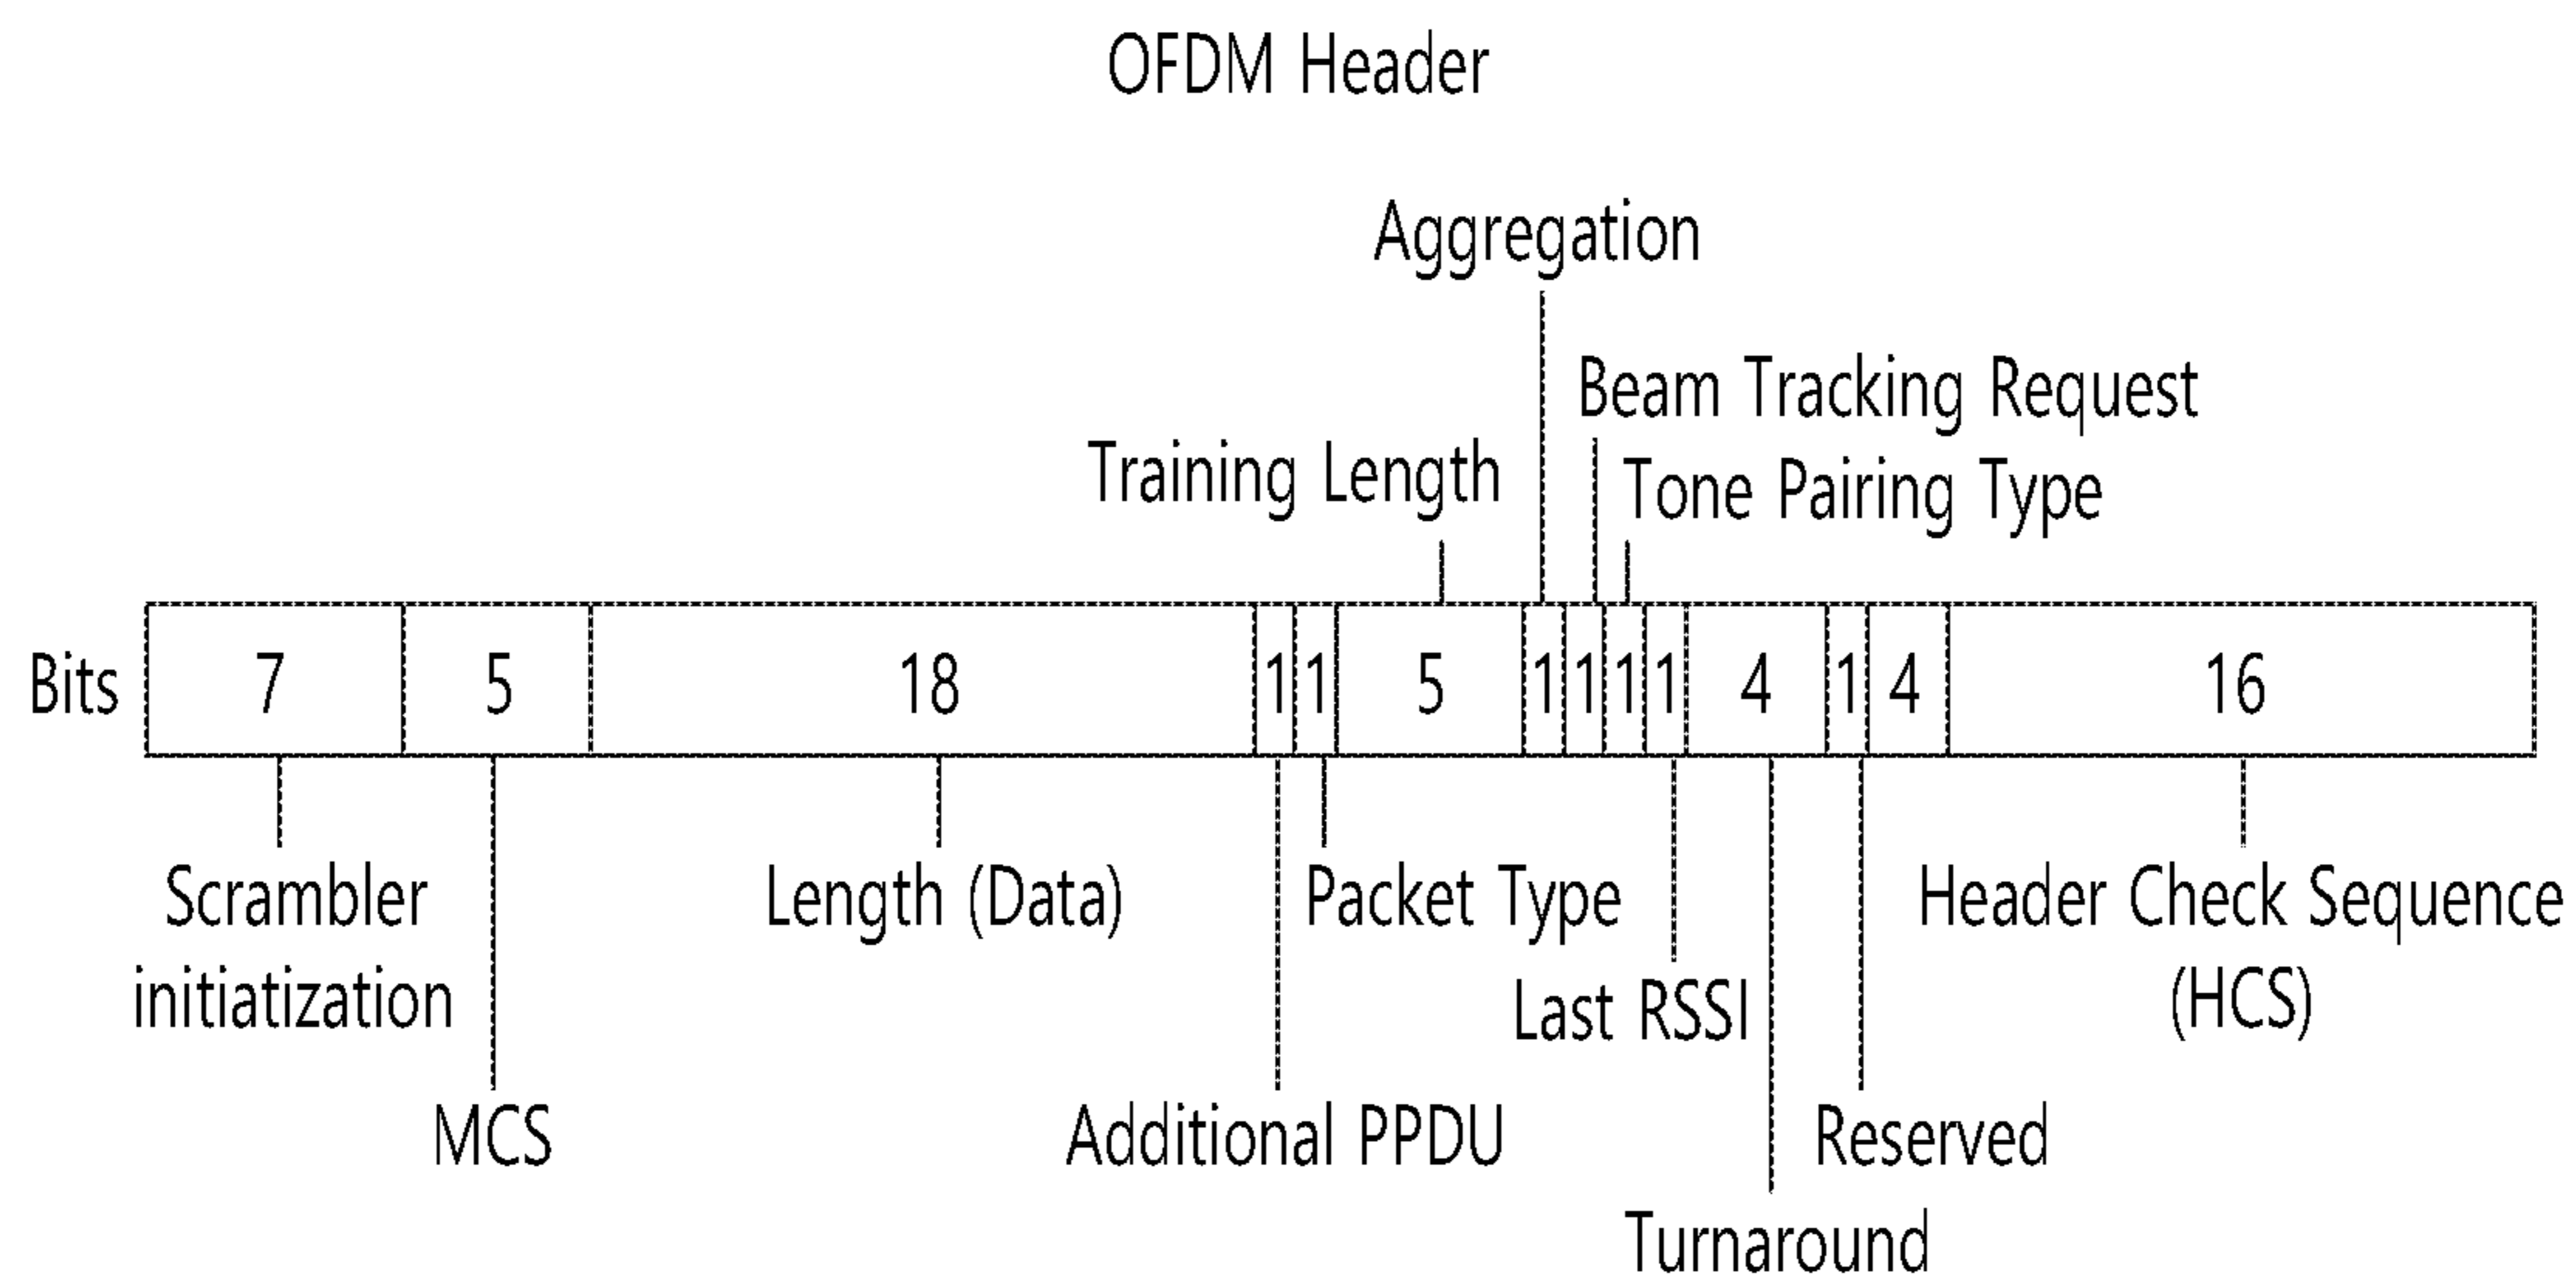 OFDM Header
Aggregation
Beam Tracking Request
Training Length
Tone Pairing Type
Bits 7 5 18 1 1 5 1 1 1 1 4 1 4 16
Scrambler
initiatization
Length (Data)
Packet Type
Header Check Sequence
(HCS)
Last RSSI
MCS
Additional PPDU
Reserved
Turnaround